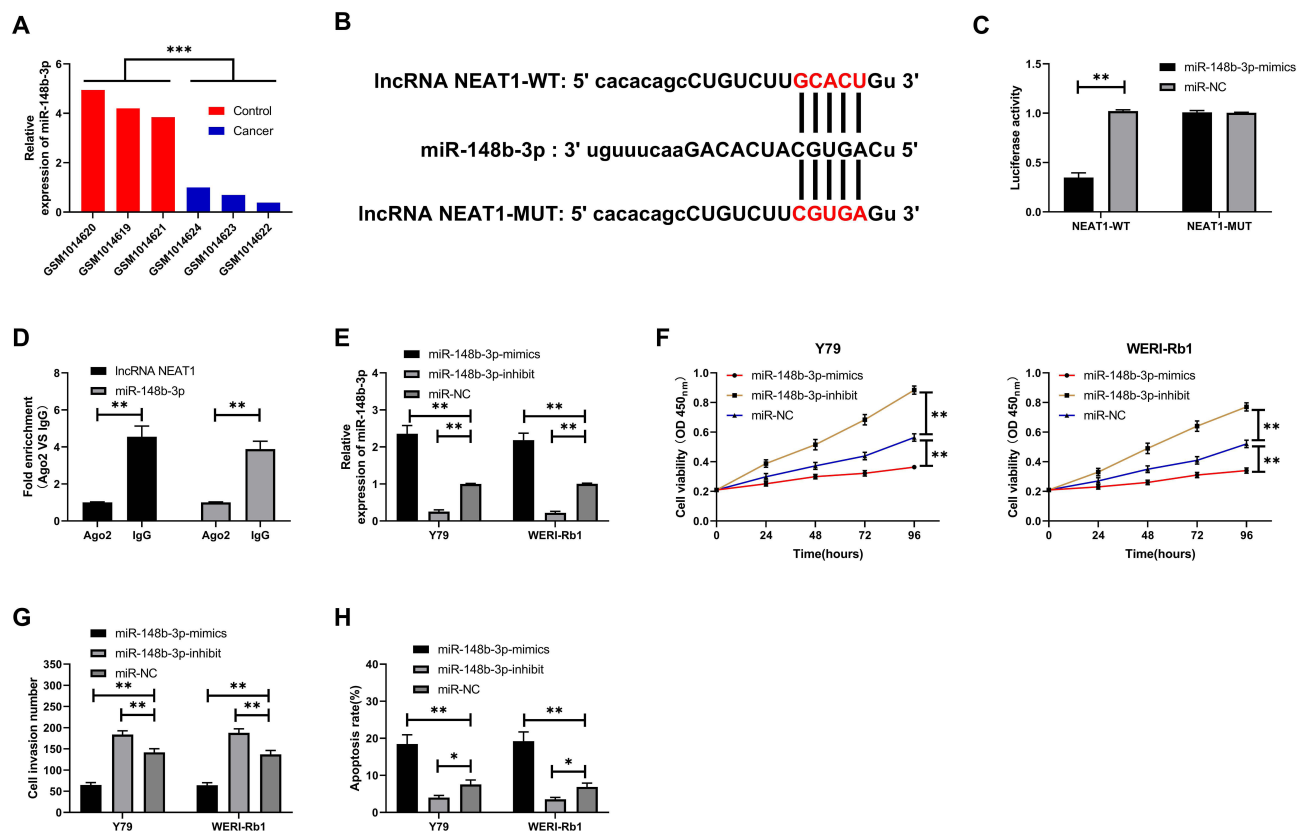 A
Relative
expression of miR-148b-3p
6
4
2
0
***
Control
Cancer
GSM1014620
GSM1014619
GSM1014621
GSM1014624
GSM1014623
GSM1014622
B
lncRNA NEAT1-WT: 5' cacacagcCUGUCUUGCACUGu 3'
miR-148b-3p : 3' uguuucaaGACACUACGUGACu 5'
lncRNA NEAT1-MUT: 5' cacacagcCUGUCUUCGUGAGu 3'
C
miR-148b-3p-mimics
miR-NC
Luciferase activity
1.5
1.0
0.5
0.0
**
NEAT1-WT
NEAT1-MUT
D
lncRNA NEAT1
miR-148b-3p
Fold enricchment
(Ago2 VS IgG)
8
6
4
2
0
**
**
Ago2
IgG
Ago2
IgG
E
miR-148b-3p-mimics
miR-148b-3p-inhibit
miR-NC
Relative
expression of miR-148b-3p
4
3
2
1
0
**
**
**
**
Y79
WERI-Rb1
F
Y79
miR-148b-3p-mimics
miR-148b-3p-inhibit
miR-NC
Cell viability (OD 450nm)
1.0
0.8
0.6
0.4
0.2
0.0
**
**
0
24
48
72
96
Time(hours)
WERI-Rb1
miR-148b-3p-mimics
miR-148b-3p-inhibit
miR-NC
Cell viability (OD 450nm)
1.0
0.8
0.6
0.4
0.2
0.0
**
**
0
24
48
72
96
Time(hours)
G
miR-148b-3p-mimics
miR-148b-3p-inhibit
miR-NC
Cell invasion number
350
300
250
200
150
100
50
0
**
**
**
**
Y79
WERI-Rb1
H
miR-148b-3p-mimics
miR-148b-3p-inhibit
miR-NC
Apoptosis rate(%)
40
30
20
10
0
**
*
**
*
Y79
WERI-Rb1